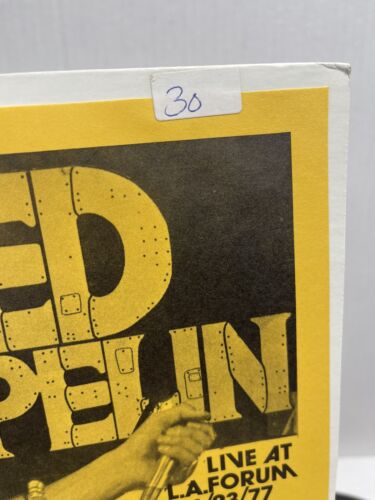 30
ED
PELIN
LIVE AT
L.A.FORUM
/23/77